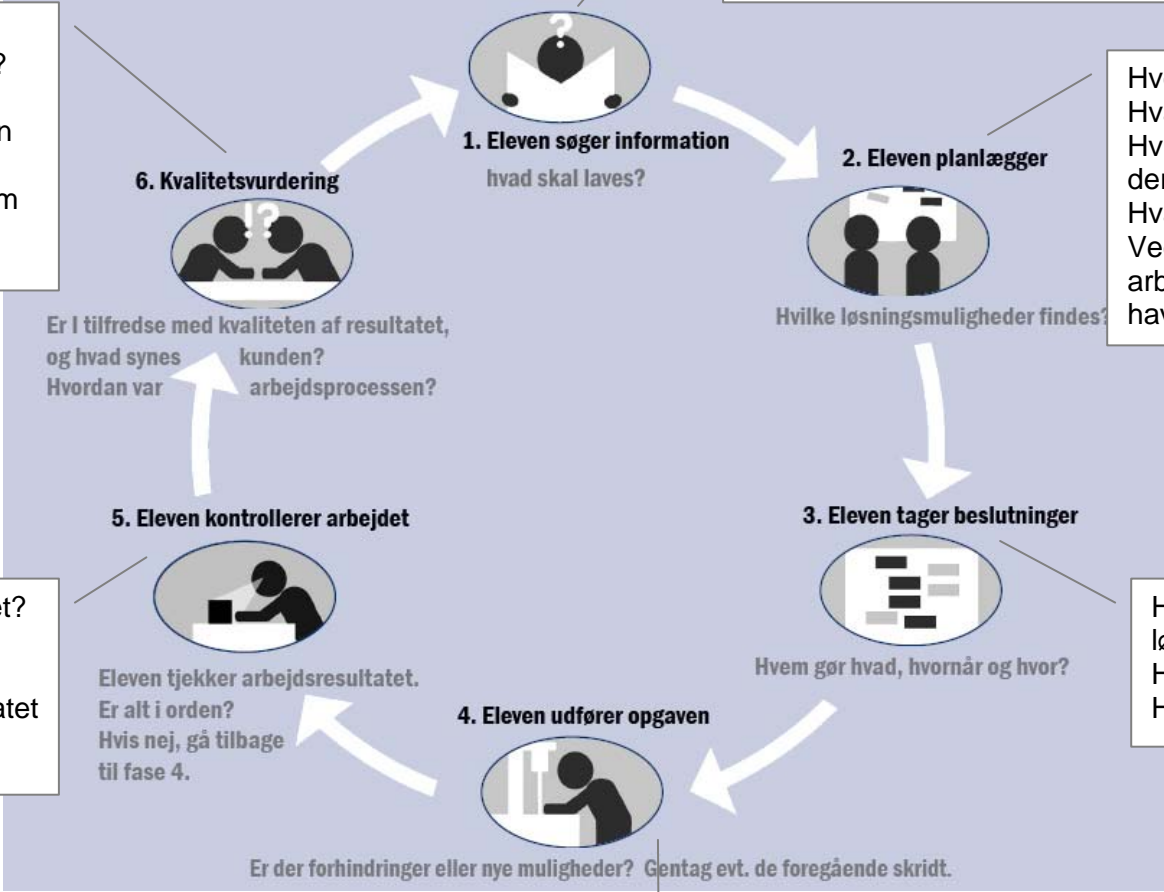 1. Eleven søger information
hvad skal laves?
2. Eleven planlægger
Hvilke løsningsmuligheder findes?
3. Eleven tager beslutninger
Hvem gør hvad, hvornår og hvor?
4. Eleven udfører opgaven
Er der forhindringer eller nye muligheder? Gentag evt. de foregående skridt.
5. Eleven kontrollerer arbejdet
Eleven tjekker arbejdsresultatet.
Er alt i orden?
Hvis nej, gå tilbage
til fase 4.
6. Kvalitetsvurdering
Er I tilfredse med kvaliteten af resultatet,
og hvad synes kunden?
Hvordan var arbejdsprocessen?